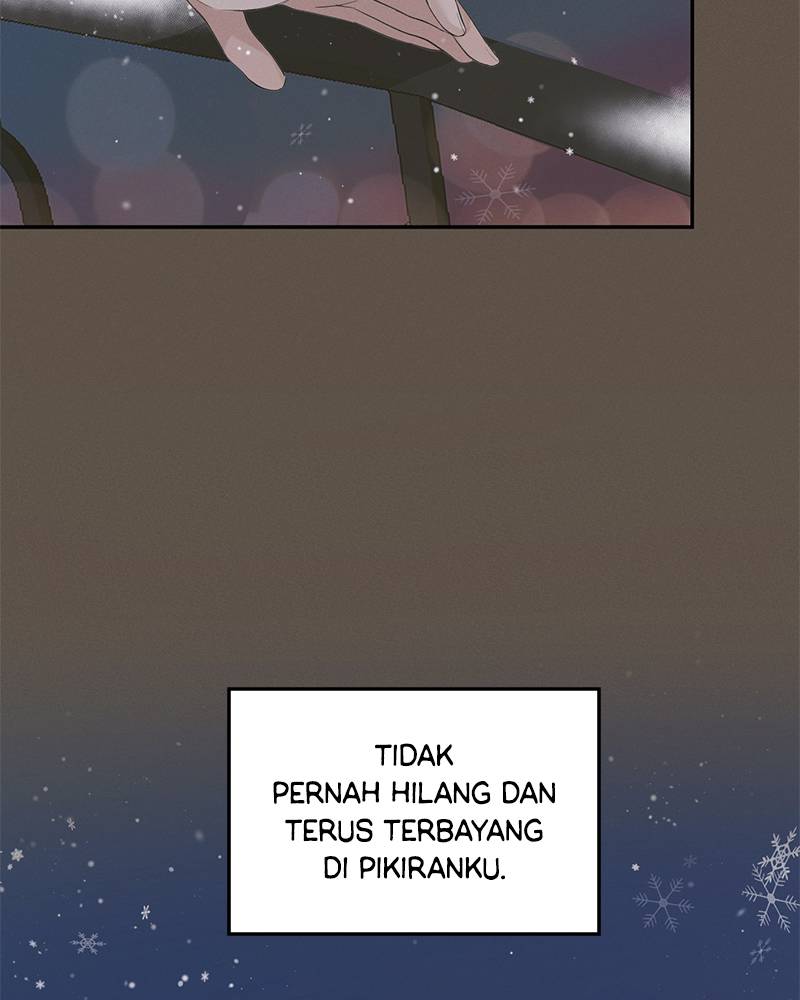 TIDAK
PERNAH HILANG DAN
TERUS TERBAYANG
DI PIKIRANKU.